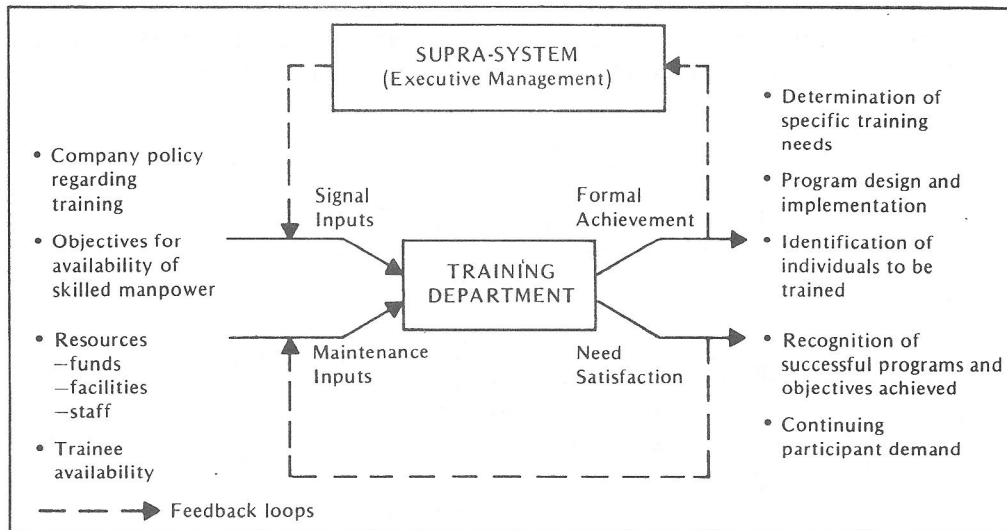 SUPRA-SYSTEM
(Executive Management)
• Company policy
regarding
training
• Objectives for
availability of
skilled manpower
• Resources
—funds
—facilities
—staff
• Trainee
availability
Signal
Inputs
Maintenance
Inputs
TRAINING
DEPARTMENT
Formal
Achievement
Need
Satisfaction
• Determination of
specific training
needs
• Program design and
implementation
• Identification of
individuals to be
trained
• Recognition of
successful programs and
objectives achieved
• Continuing
participant demand
Feedback loops